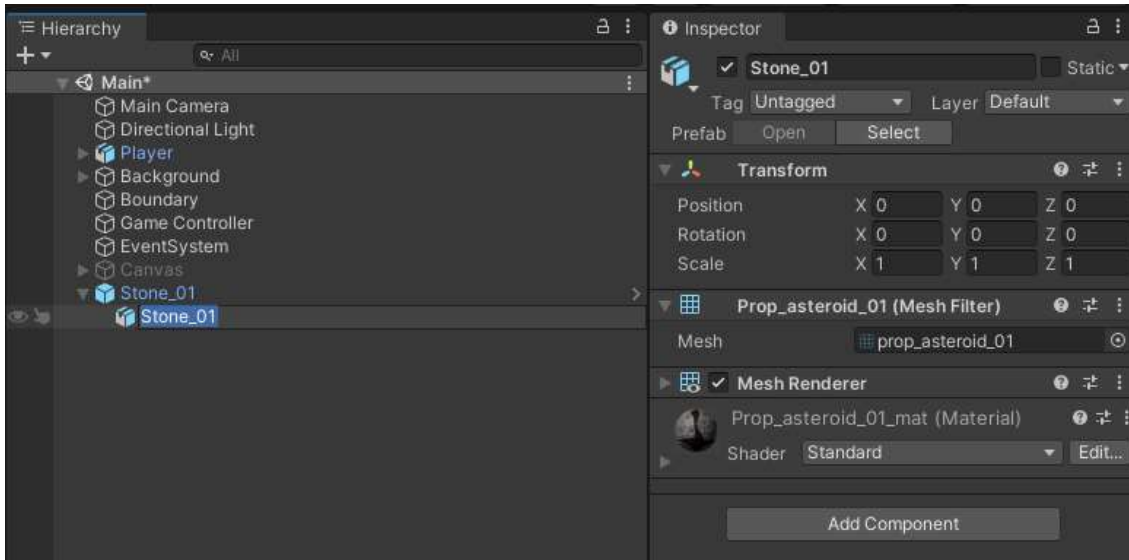 Hierarchy
All
Main*
Main Camera
Directional Light
Player
Background
Boundary
Game Controller
EventSystem
Canvas
Stone_01
Stone_01
Inspector
Stone_01 Static
Tag Untagged Layer Default
Prefab Open Select
Transform
Position X 0 Y 0 Z 0
Rotation X 0 Y 0 Z 0
Scale X 1 Y 1 Z 1
Prop_asteroid_01 (Mesh Filter)
Mesh prop_asteroid_01
Mesh Renderer
Prop_asteroid_01_mat (Material)
Shader Standard Edit...
Add Component